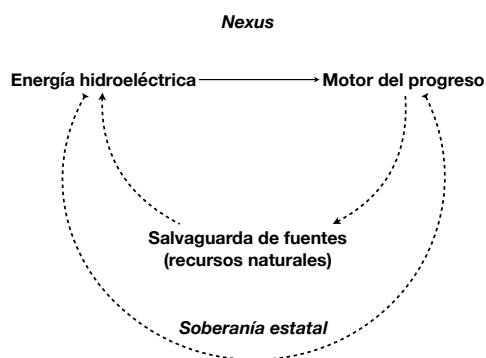 Nexus
Energía hidroeléctrica
Motor del progreso
Salvaguarda de fuentes
(recursos naturales)
Soberanía estatal